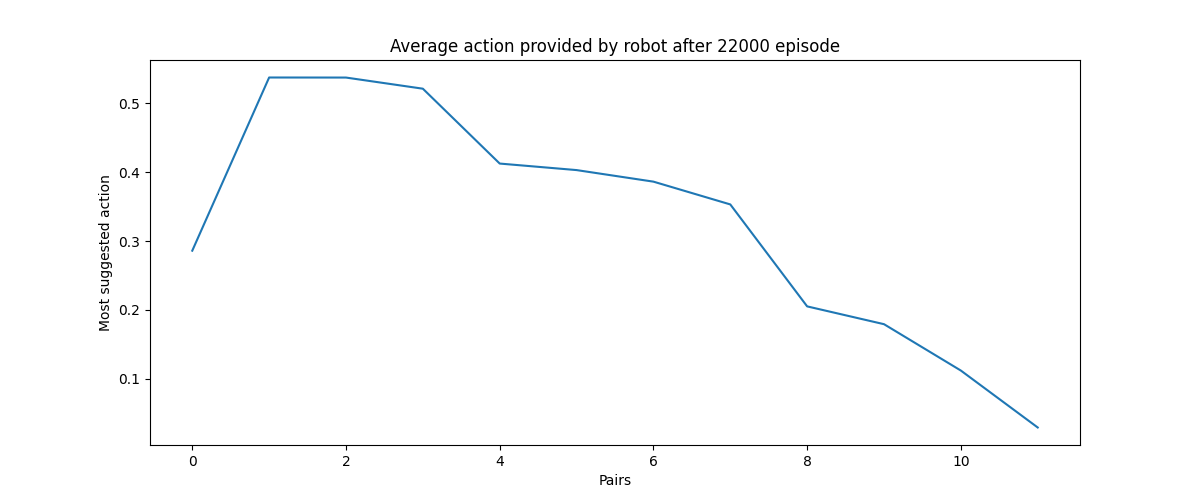 Average action provided by robot after 22000 episode
0.5
0.4
0.3
0.2
0.1
Most suggested action
0 2 4 6 8 10
Pairs